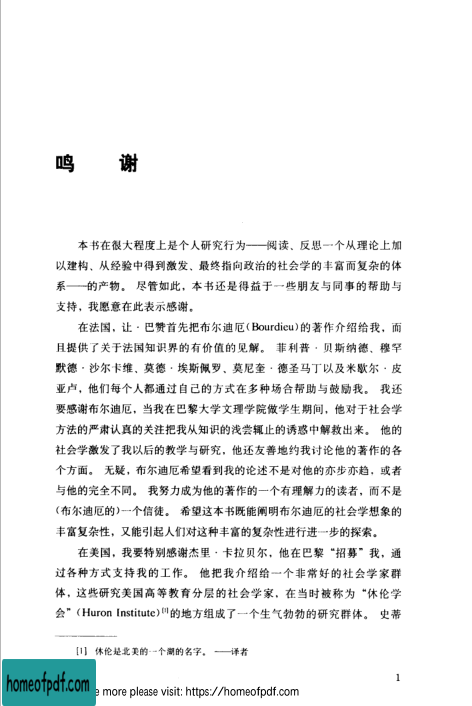 鸣 谢
本书在很大程度上是个人研究行为——阅读、反思一个从理论上加
以建构、从经验中得到激发、最终指向政治的社会学的丰富而复杂的体
系——的产物。 尽管如此，本书还是得益于一些朋友与同事的帮助与
支持，我愿意在此表示感谢。
在法国，让·巴赞首先把布尔迪厄(Bourdieu)的著作介绍给我，而
且提供了关于法国知识界的有价值的见解。 菲利普·贝斯纳德、穆罕
默德·沙尔卡维、莫德·埃斯佩罗、莫尼奎·德圣马丁以及米歇尔·皮
亚卢，他们每个人都通过自己的方式在多种场合帮助与鼓励我。 我还
要感谢布尔迪厄，当我在巴黎大学文理学院做学生期间，他对于社会学
方法的严肃认真的关注把我从知识的浅尝辄止的诱惑中解救出来。 他的
社会学激发了我以后的教学与研究，他还友善地约我讨论他的著作的各
个方面。 无疑，布尔迪厄希望看到我的论述不是对他的亦步亦趋，或者
与他的完全不同。 我努力成为他的著作的一个有理解力的读者，而不是
(布尔迪厄的)一个信徒。 希望这本书既能阐明布尔迪厄的社会学想象的
丰富复杂性，又能引起人们对这种丰富的复杂性进行进一步的探索。
在美国，我要特别感谢杰里·卡拉贝尔，他在巴黎“招募”我，通
过各种方式支持我的工作。 他把我介绍给一个非常好的社会学家群
体，这些研究美国高等教育分层的社会学家，在当时被称为“休伦学
会”(Huron Institute)[1]的地方组成了一个生气勃勃的研究群体。 史蒂
[1] 休伦是北美的一个湖的名字。 ——译者
1
homeofpdf.com
e more please visit: https://homeofpdf.com